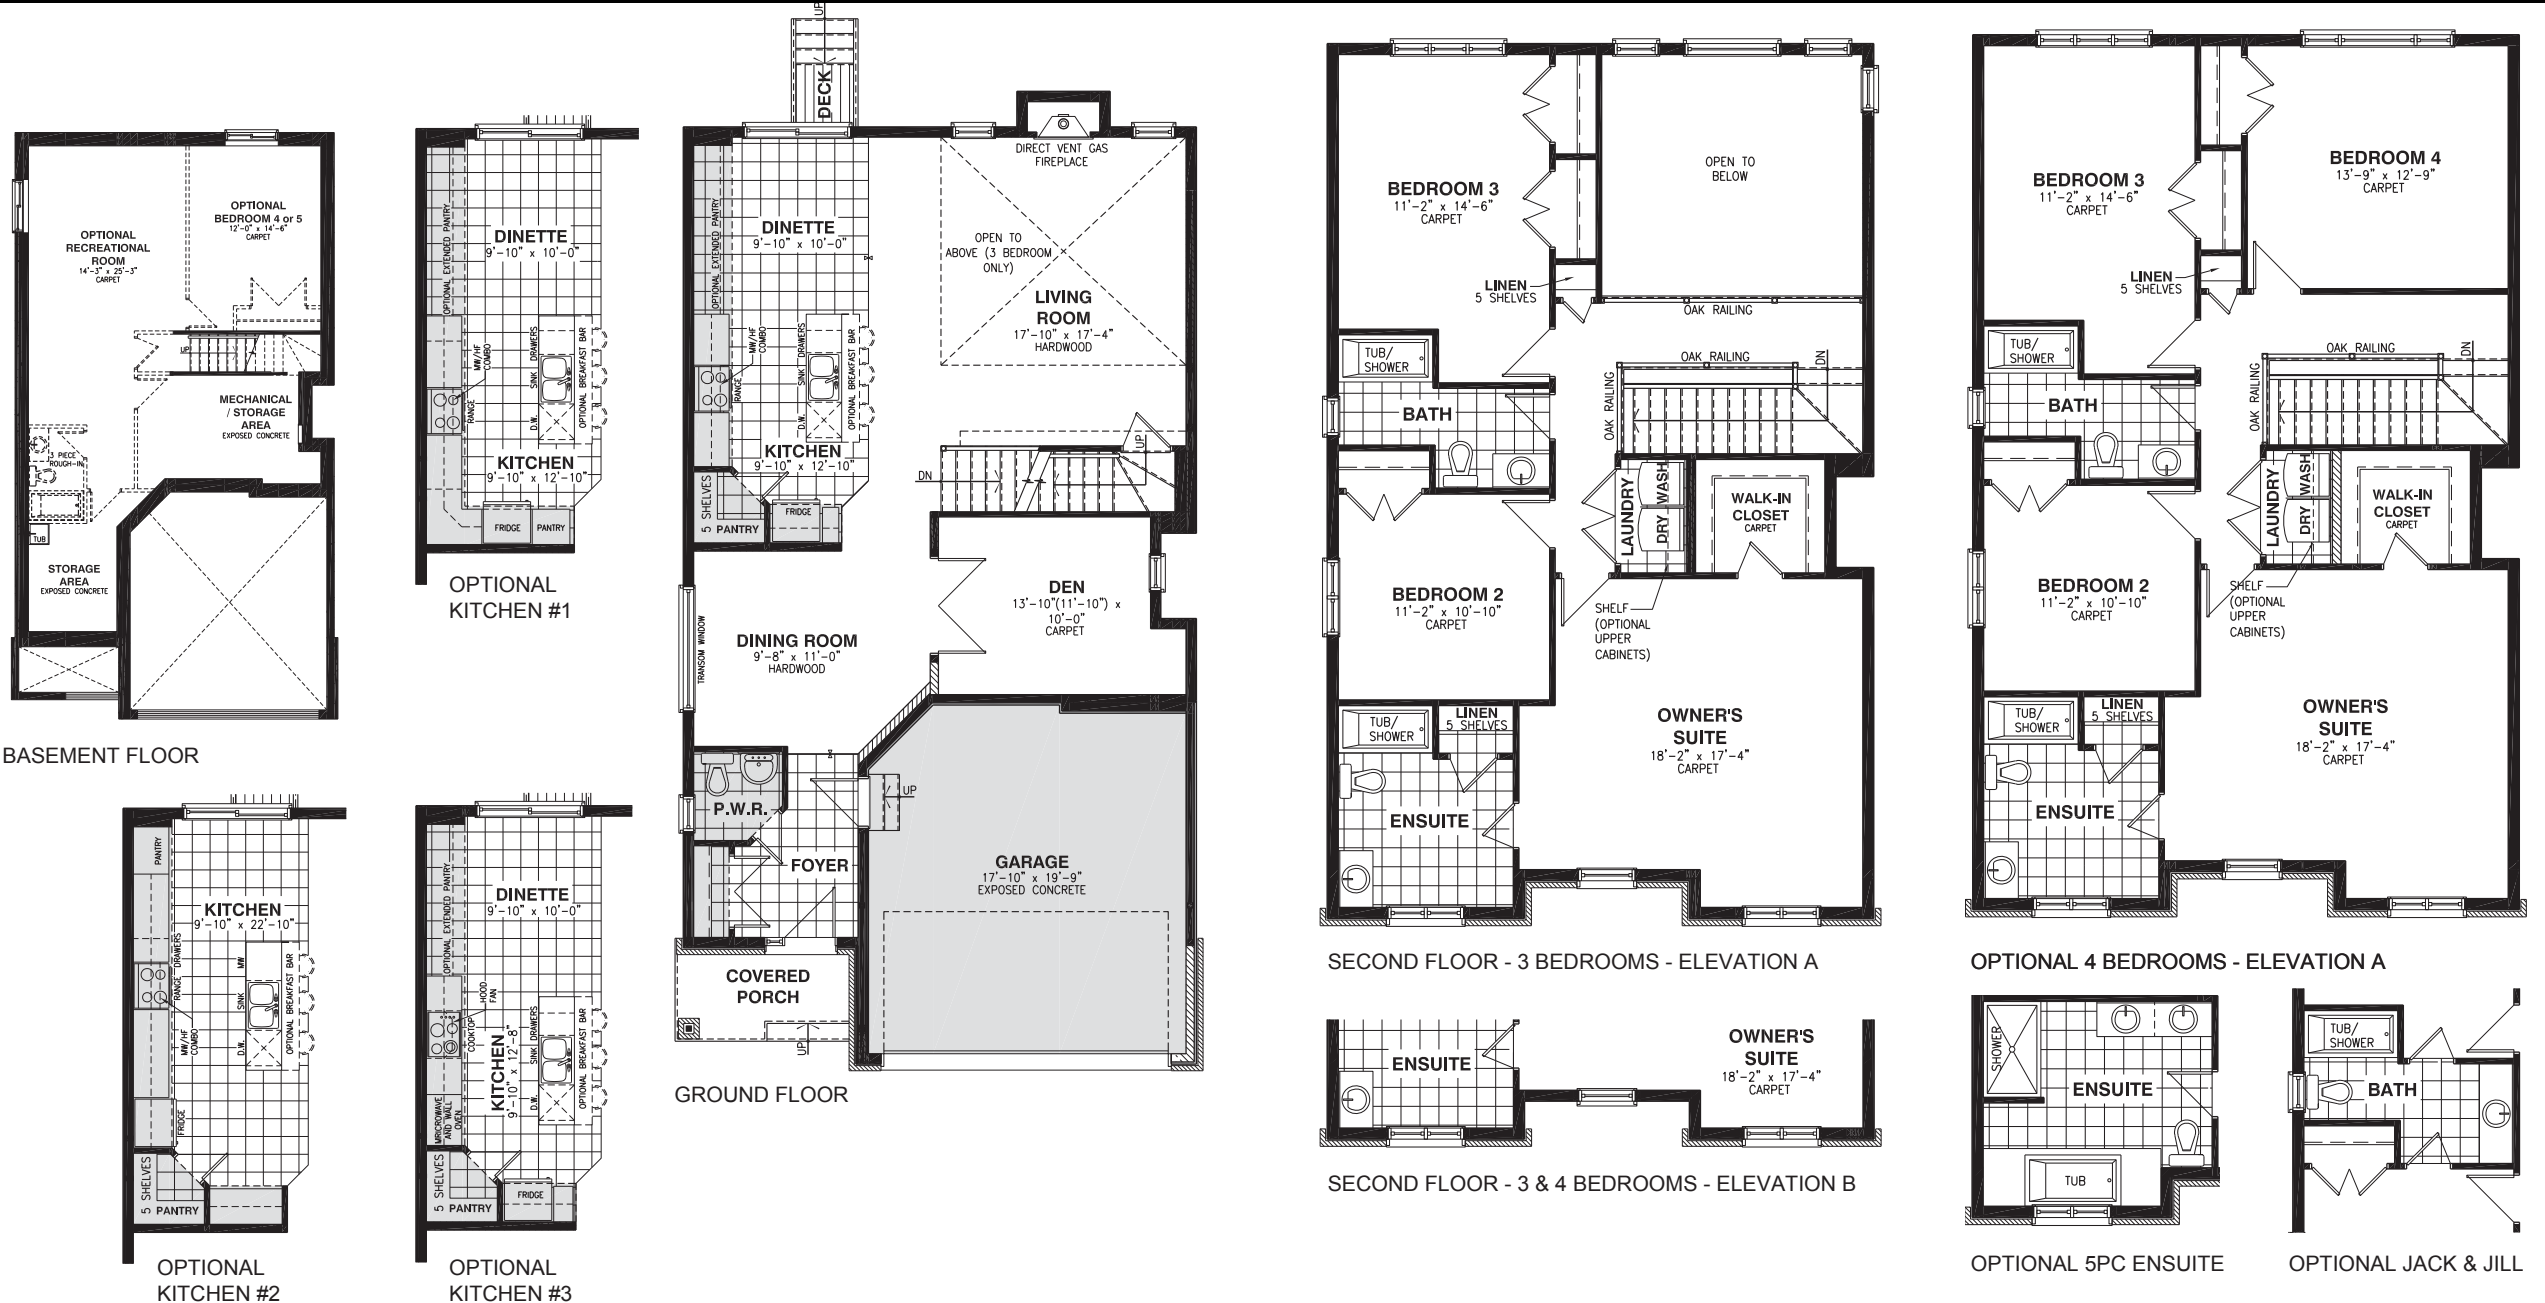 OPTIONAL
RECREATIONAL
ROOM
14'-3" x 25'-3"
CARPET
OPTIONAL
BEDROOM 4 or 5
12'-0" x 14'-6"
CARPET
UP
MECHANICAL
/ STORAGE
AREA
EXPOSED CONCRETE
3 PIECE
ROUGH-IN
TUB
STORAGE
AREA
EXPOSED CONCRETE
BASEMENT FLOOR
OPTIONAL EXTENDED PANTRY
DINETTE
9'-10" x 10'-0"
MW/HF
COMBO
RANGE
DRAWERS
SINK
D.W.
OPTIONAL BREAKFAST BAR
KITCHEN
9'-10" x 12'-10"
FRIDGE
PANTRY
OPTIONAL
KITCHEN #1
PANTRY
KITCHEN
9'-10" x 22'-10"
DRAWERS
RANGE
MW/HF
COMBO
MW
SINK
D.W.
OPTIONAL BREAKFAST BAR
FRIDGE
5 SHELVES
PANTRY
OPTIONAL
KITCHEN #2
OPTIONAL EXTENDED PANTRY
DINETTE
9'-10" x 10'-0"
HOOD
FAN
COOKTOP
KITCHEN
9'-10" x 12'-8"
DRAWERS
SINK
D.W.
OPTIONAL BREAKFAST BAR
MRICROWAVE
AND WALL
OVEN
5 SHELVES
PANTRY
FRIDGE
OPTIONAL
KITCHEN #3
UP
DECK
DIRECT VENT GAS
FIREPLACE
OPTIONAL EXTENDED PANTRY
DINETTE
9'-10" x 10'-0"
OPEN TO
ABOVE (3 BEDROOM
ONLY)
LIVING
ROOM
17'-10" x 17'-4"
HARDWOOD
MW/HF
COMBO
RANGE
DRAWERS
SINK
D.W.
OPTIONAL BREAKFAST BAR
KITCHEN
9'-10" x 12'-10"
5 SHELVES
PANTRY
FRIDGE
DN
UP
DEN
13'-10"(11'-10") x
10'-0"
CARPET
TRANSOM WINDOW
DINING ROOM
9'-8" x 11'-0"
HARDWOOD
P.W.R.
UP
FOYER
GARAGE
17'-10" x 19'-9"
EXPOSED CONCRETE
COVERED
PORCH
UP
GROUND FLOOR
BEDROOM 3
11'-2" x 14'-6"
CARPET
OPEN TO
BELOW
LINEN
5 SHELVES
OAK RAILING
TUB/
SHOWER
OAK RAILING
DN
OAK RAILING
BATH
LAUNDRY
WASH
DRY
WALK-IN
CLOSET
CARPET
BEDROOM 2
11'-2" x 10'-10"
CARPET
SHELF
(OPTIONAL
UPPER
CABINETS)
TUB/
SHOWER
LINEN
5 SHELVES
OWNER'S
SUITE
18'-2" x 17'-4"
CARPET
ENSUITE
SECOND FLOOR - 3 BEDROOMS - ELEVATION A
ENSUITE
OWNER'S
SUITE
18'-2" x 17'-4"
CARPET
SECOND FLOOR - 3 & 4 BEDROOMS - ELEVATION B
BEDROOM 3
11'-2" x 14'-6"
CARPET
BEDROOM 4
13'-9" x 12'-9"
CARPET
LINEN
5 SHELVES
TUB/
SHOWER
OAK RAILING
DN
OAK RAILING
BATH
LAUNDRY
WASH
DRY
WALK-IN
CLOSET
CARPET
BEDROOM 2
11'-2" x 10'-10"
CARPET
SHELF
(OPTIONAL
UPPER
CABINETS)
TUB/
SHOWER
LINEN
5 SHELVES
OWNER'S
SUITE
18'-2" x 17'-4"
CARPET
ENSUITE
OPTIONAL 4 BEDROOMS - ELEVATION A
SHOWER
ENSUITE
TUB
OPTIONAL 5PC ENSUITE
TUB/
SHOWER
BATH
OPTIONAL JACK & JILL